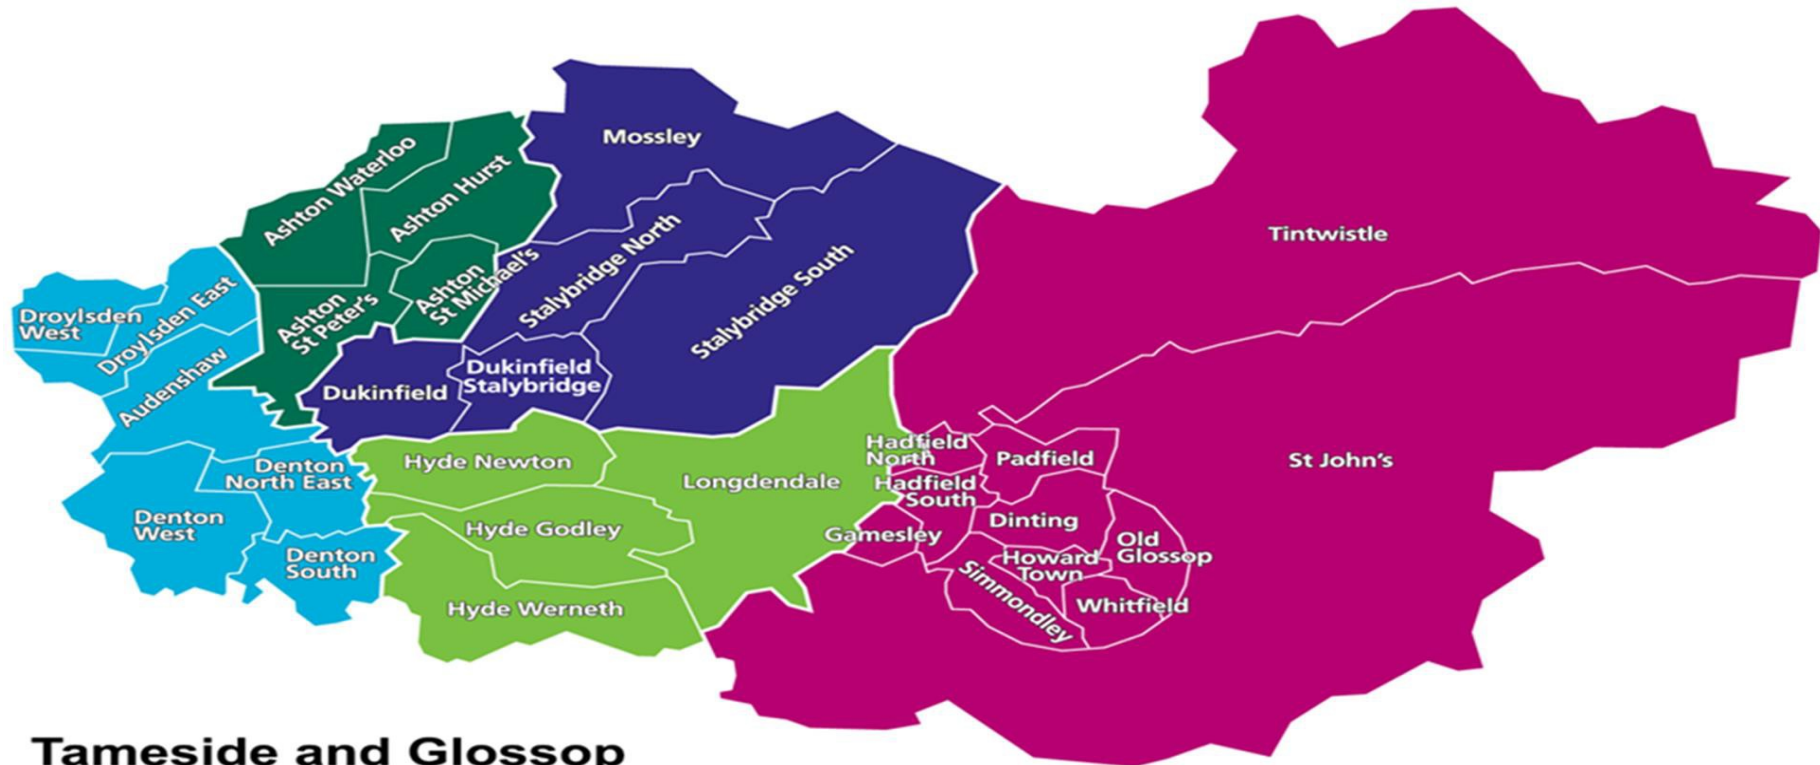 Mossley
Ashton Waterloo
Ashton Hurst
Tintwistle
Stalybridge North
Stalybridge South
Ashton
St Michael's
Droylsden
West
Droylsden East
Ashton
St Peter's
Audenshaw
Dukinfield
Dukinfield
Stalybridge
Hadfield
North
Padfield
St John's
Hyde Newton
Denton
North East
Longdendale
Hadfield
South
Denton
West
Hyde Godley
Gamesley
Dinting
Old
Glossop
Denton
South
Howard
Town
Simmondley
Whitfield
Hyde Werneth
Tameside and Glossop